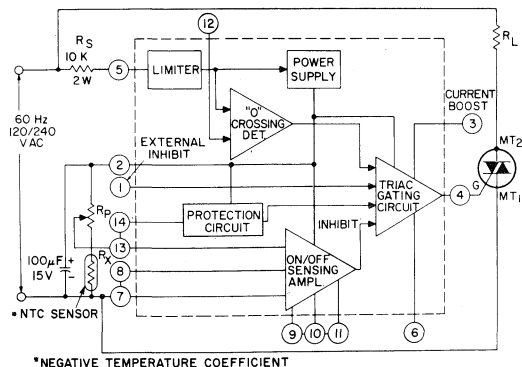 12
R_S
10 K
2 W
5
LIMITER
POWER
SUPPLY
R_L
"0"
CROSSING
DET.
CURRENT
BOOST
3
60 Hz
120/240
V AC
EXTERNAL
INHIBIT
2
1
MT2
G
MT1
4
TRIAC
GATING
CIRCUIT
R_P
14
PROTECTION
CIRCUIT
INHIBIT
13
100µF +
15V −
R_X
8
7
ON/OFF
SENSING
AMPL.
* NTC SENSOR
9
10
11
6
*NEGATIVE TEMPERATURE COEFFICIENT